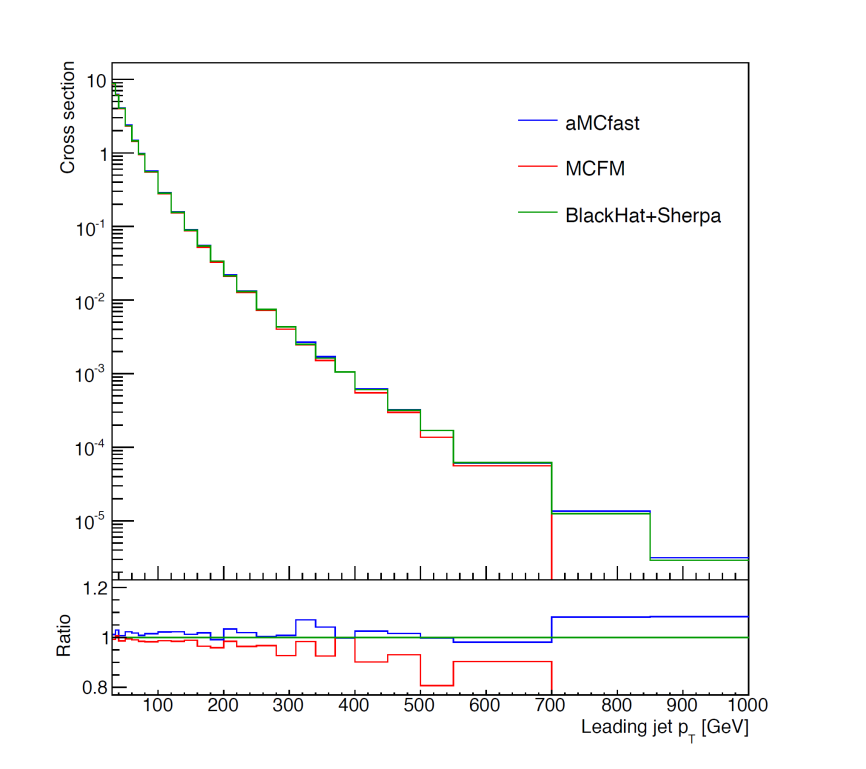 Cross section
10
1
10-1
10-2
10-3
10-4
10-5
aMCfast
MCFM
BlackHat+Sherpa
Ratio
1.2
1
0.8
100 200 300 400 500 600 700 800 900 1000
Leading jet pT [GeV]